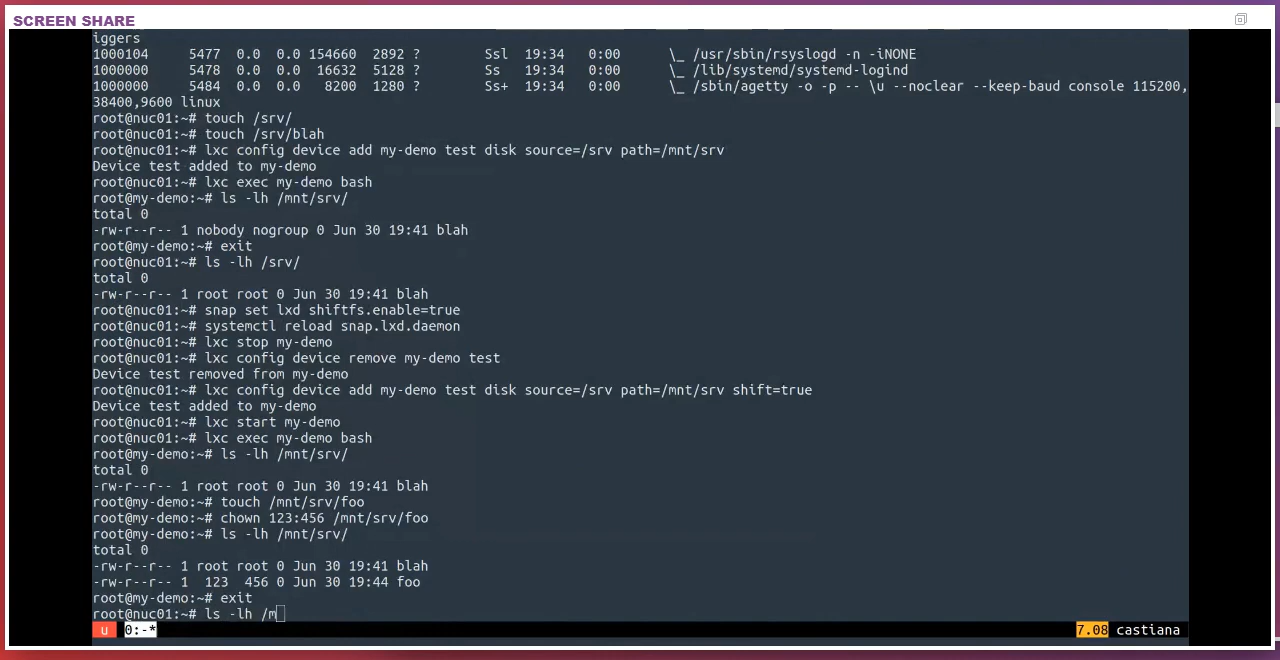 SCREEN SHARE
iggers
1000104     5477  0.0  0.0 154660  2892 ?        Ssl  19:34   0:00      \_ /usr/sbin/rsyslogd -n -iNONE
1000000     5478  0.0  0.0  16632  5128 ?        Ss   19:34   0:00      \_ /lib/systemd/systemd-logind
1000000     5484  0.0  0.0   8200  1280 ?        Ss+  19:34   0:00      \_ /sbin/agetty -o -p -- \u --noclear --keep-baud console 115200,
38400,9600 linux
root@nuc01:~# touch /srv/
root@nuc01:~# touch /srv/blah
root@nuc01:~# lxc config device add my-demo test disk source=/srv path=/mnt/srv
Device test added to my-demo
root@nuc01:~# lxc exec my-demo bash
root@my-demo:~# ls -lh /mnt/srv/
total 0
-rw-r--r-- 1 nobody nogroup 0 Jun 30 19:41 blah
root@my-demo:~# exit
root@nuc01:~# ls -lh /srv/
total 0
-rw-r--r-- 1 root root 0 Jun 30 19:41 blah
root@nuc01:~# snap set lxd shiftfs.enable=true
root@nuc01:~# systemctl reload snap.lxd.daemon
root@nuc01:~# lxc stop my-demo
root@nuc01:~# lxc config device remove my-demo test
Device test removed from my-demo
root@nuc01:~# lxc config device add my-demo test disk source=/srv path=/mnt/srv shift=true
Device test added to my-demo
root@nuc01:~# lxc start my-demo
root@nuc01:~# lxc exec my-demo bash
root@my-demo:~# ls -lh /mnt/srv/
total 0
-rw-r--r-- 1 root root 0 Jun 30 19:41 blah
root@my-demo:~# touch /mnt/srv/foo
root@my-demo:~# chown 123:456 /mnt/srv/foo
root@my-demo:~# ls -lh /mnt/srv/
total 0
-rw-r--r-- 1 root root 0 Jun 30 19:41 blah
-rw-r--r-- 1  123  456 0 Jun 30 19:44 foo
root@my-demo:~# exit
root@nuc01:~# ls -lh /m
u 0:-* 7.08 castiana